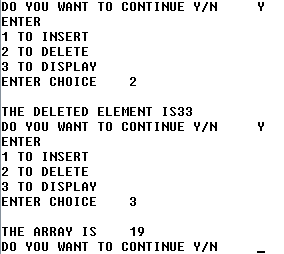 DO YOU WANT TO CONTINUE Y/N     Y
ENTER
1 TO INSERT
2 TO DELETE
3 TO DISPLAY
ENTER CHOICE    2
THE DELETED ELEMENT IS33
DO YOU WANT TO CONTINUE Y/N     Y
ENTER
1 TO INSERT
2 TO DELETE
3 TO DISPLAY
ENTER CHOICE    3
THE ARRAY IS    19
DO YOU WANT TO CONTINUE Y/N     _